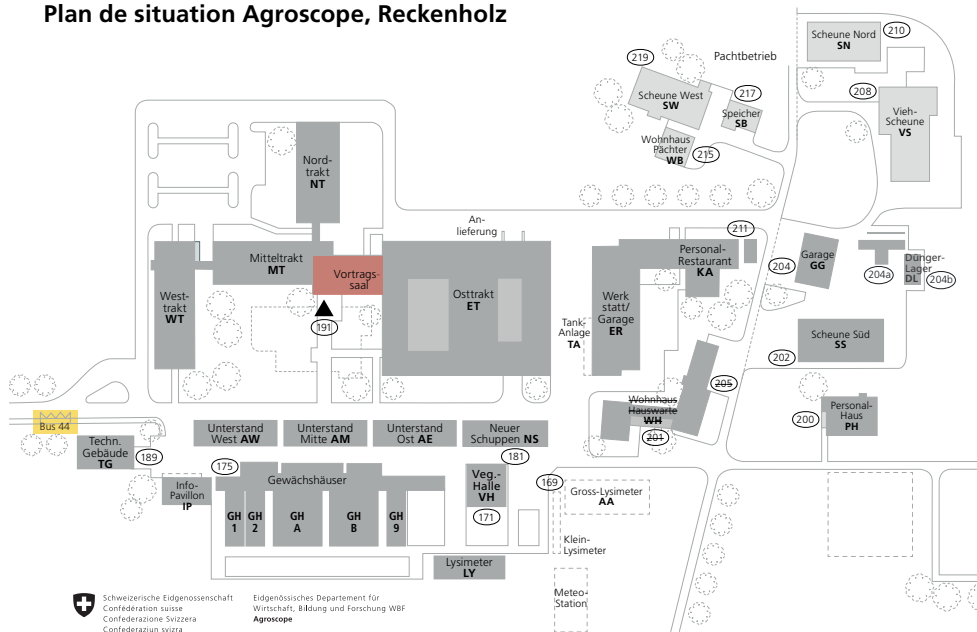 Plan de situation Agroscope, Reckenholz
Scheune Nord
SN
210
219
Pachtbetrieb
Scheune West
SW
217
Speicher
SB
208
Vieh-
Scheune
VS
Wohnhaus
Pächter
WB
215
Nord-
trakt
NT
An-
lieferung
211
Mitteltrakt
MT
Vortrags-
saal
Personal-
Restaurant
KA
204
Garage
GG
204a
Dünger-
Lager
DL
204b
West-
trakt
WT
Osttrakt
ET
Werk
statt/
Garage
ER
191
Tank-
Anlage
TA
Scheune Süd
SS
202
205
Wohnhaus
Hauswarte
WH
201
200
Personal-
Haus
PH
Bus 44
Techn.
Gebäude
TG
189
Unterstand
West AW
Unterstand
Mitte AM
Unterstand
Ost AE
Neuer
Schuppen NS
175
Gewächshäuser
181
Veg.-
Halle
VH
171
169
Gross-Lysimeter
AA
Info-
Pavillon
IP
GH
1
GH
2
GH
A
GH
B
GH
9
Klein-
Lysimeter
Lysimeter
LY
Meteo-
Station
Schweizerische Eidgenossenschaft
Confédération suisse
Confederazione Svizzera
Confederaziun svizra
Eidgenössisches Departement für
Wirtschaft, Bildung und Forschung WBF
Agroscope